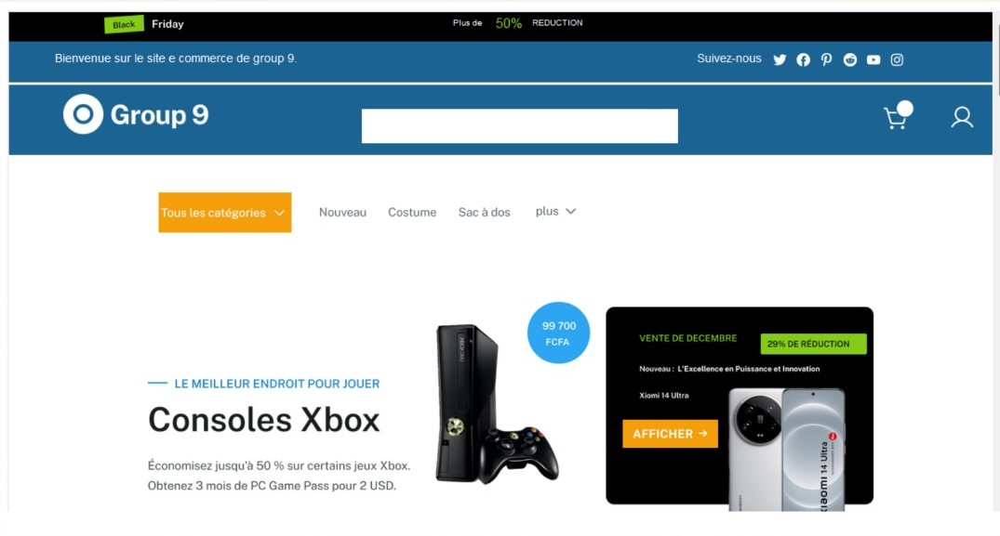 Black Friday
Plus de 50% REDUCTION
Bienvenue sur le site e commerce de group 9.
Suivez-nous
Group 9
Tous les catégories
Nouveau
Costume
Sac à dos
plus
99 700
FCFA
LE MEILLEUR ENDROIT POUR JOUER
Consoles Xbox
Économisez jusqu'à 50 % sur certains jeux Xbox.
Obtenez 3 mois de PC Game Pass pour 2 USD.
VENTE DE DECEMBRE
29% DE RÉDUCTION
Nouveau : L'Excellence en Puissance et Innovation
Xiomi 14 Ultra
AFFICHER →
xiaomi 14 Ultra